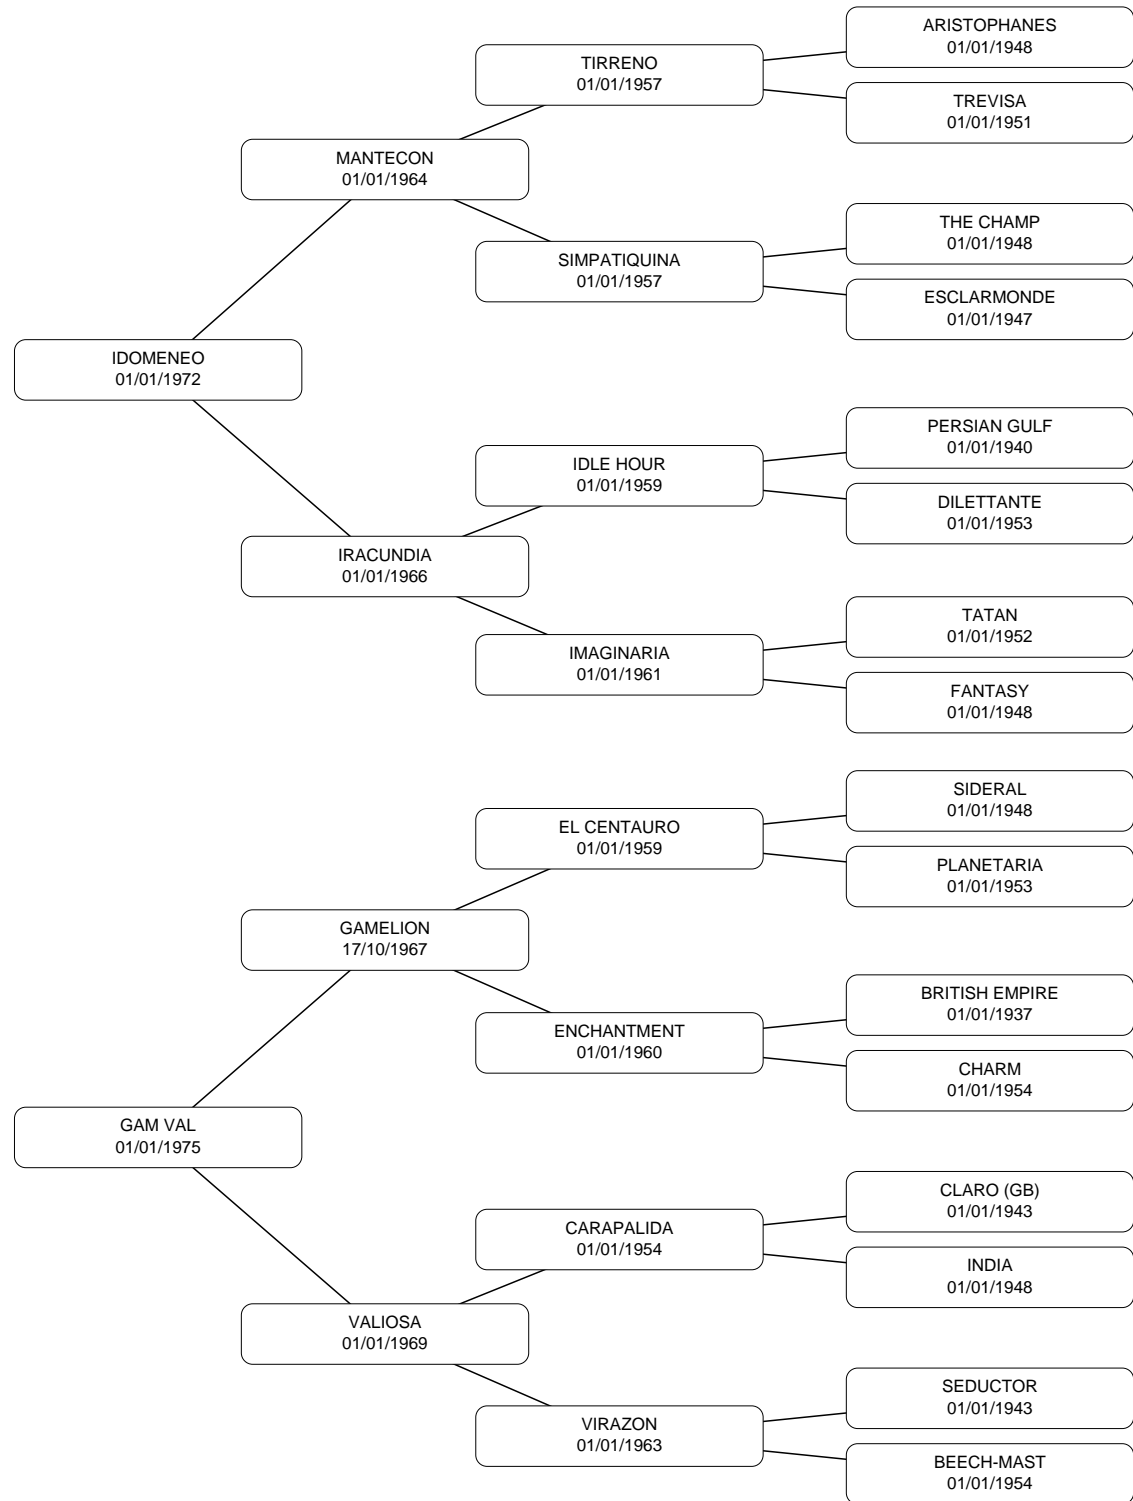 ARISTOPHANES
01/01/1948
TIRRENO
01/01/1957
TREVISA
01/01/1951
MANTECON
01/01/1964
THE CHAMP
01/01/1948
SIMPATIQUINA
01/01/1957
ESCLARMONDE
01/01/1947
IDOMENEO
01/01/1972
PERSIAN GULF
01/01/1940
IDLE HOUR
01/01/1959
DILETTANTE
01/01/1953
IRACUNDIA
01/01/1966
TATAN
01/01/1952
IMAGINARIA
01/01/1961
FANTASY
01/01/1948
SIDERAL
01/01/1948
EL CENTAURO
01/01/1959
PLANETARIA
01/01/1953
GAMELION
17/10/1967
BRITISH EMPIRE
01/01/1937
ENCHANTMENT
01/01/1960
CHARM
01/01/1954
GAM VAL
01/01/1975
CLARO (GB)
01/01/1943
CARAPALIDA
01/01/1954
INDIA
01/01/1948
VALIOSA
01/01/1969
SEDUCTOR
01/01/1943
VIRAZON
01/01/1963
BEECH-MAST
01/01/1954